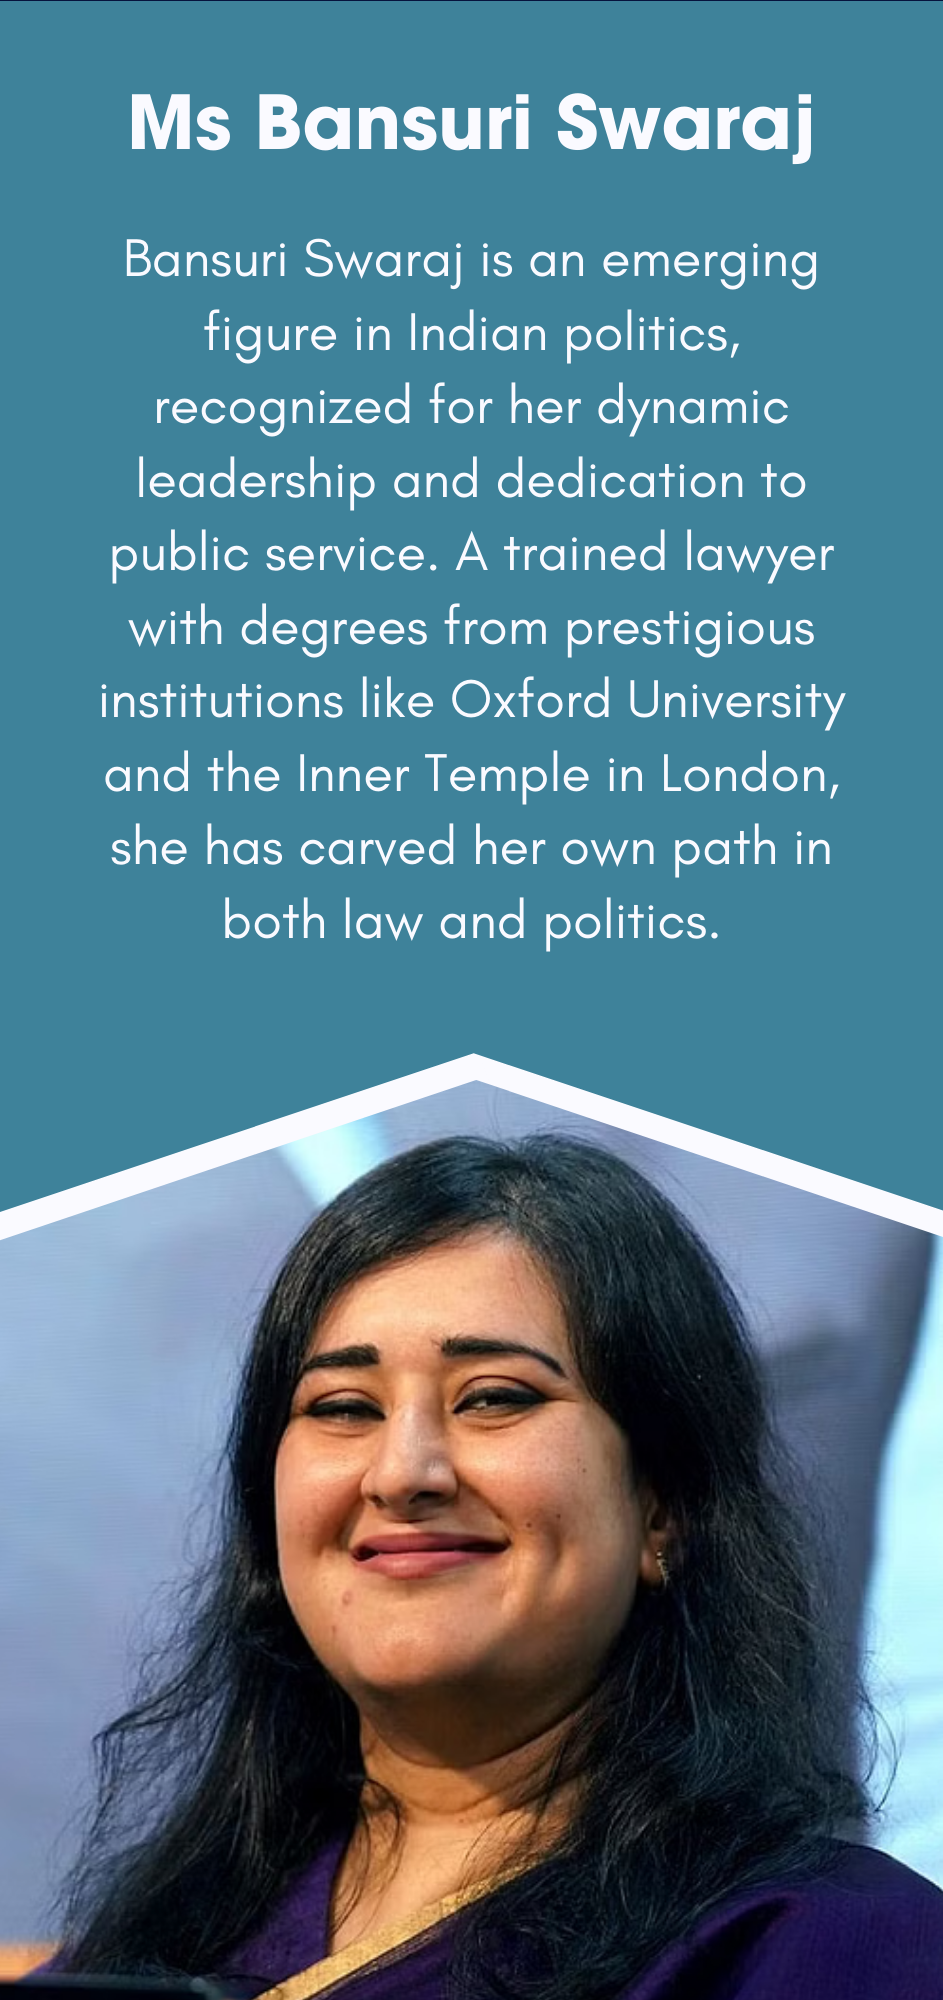 Ms Bansuri Swaraj
Bansuri Swaraj is an emerging
figure in Indian politics,
recognized for her dynamic
leadership and dedication to
public service. A trained lawyer
with degrees from prestigious
institutions like Oxford University
and the Inner Temple in London,
she has carved her own path in
both law and politics.